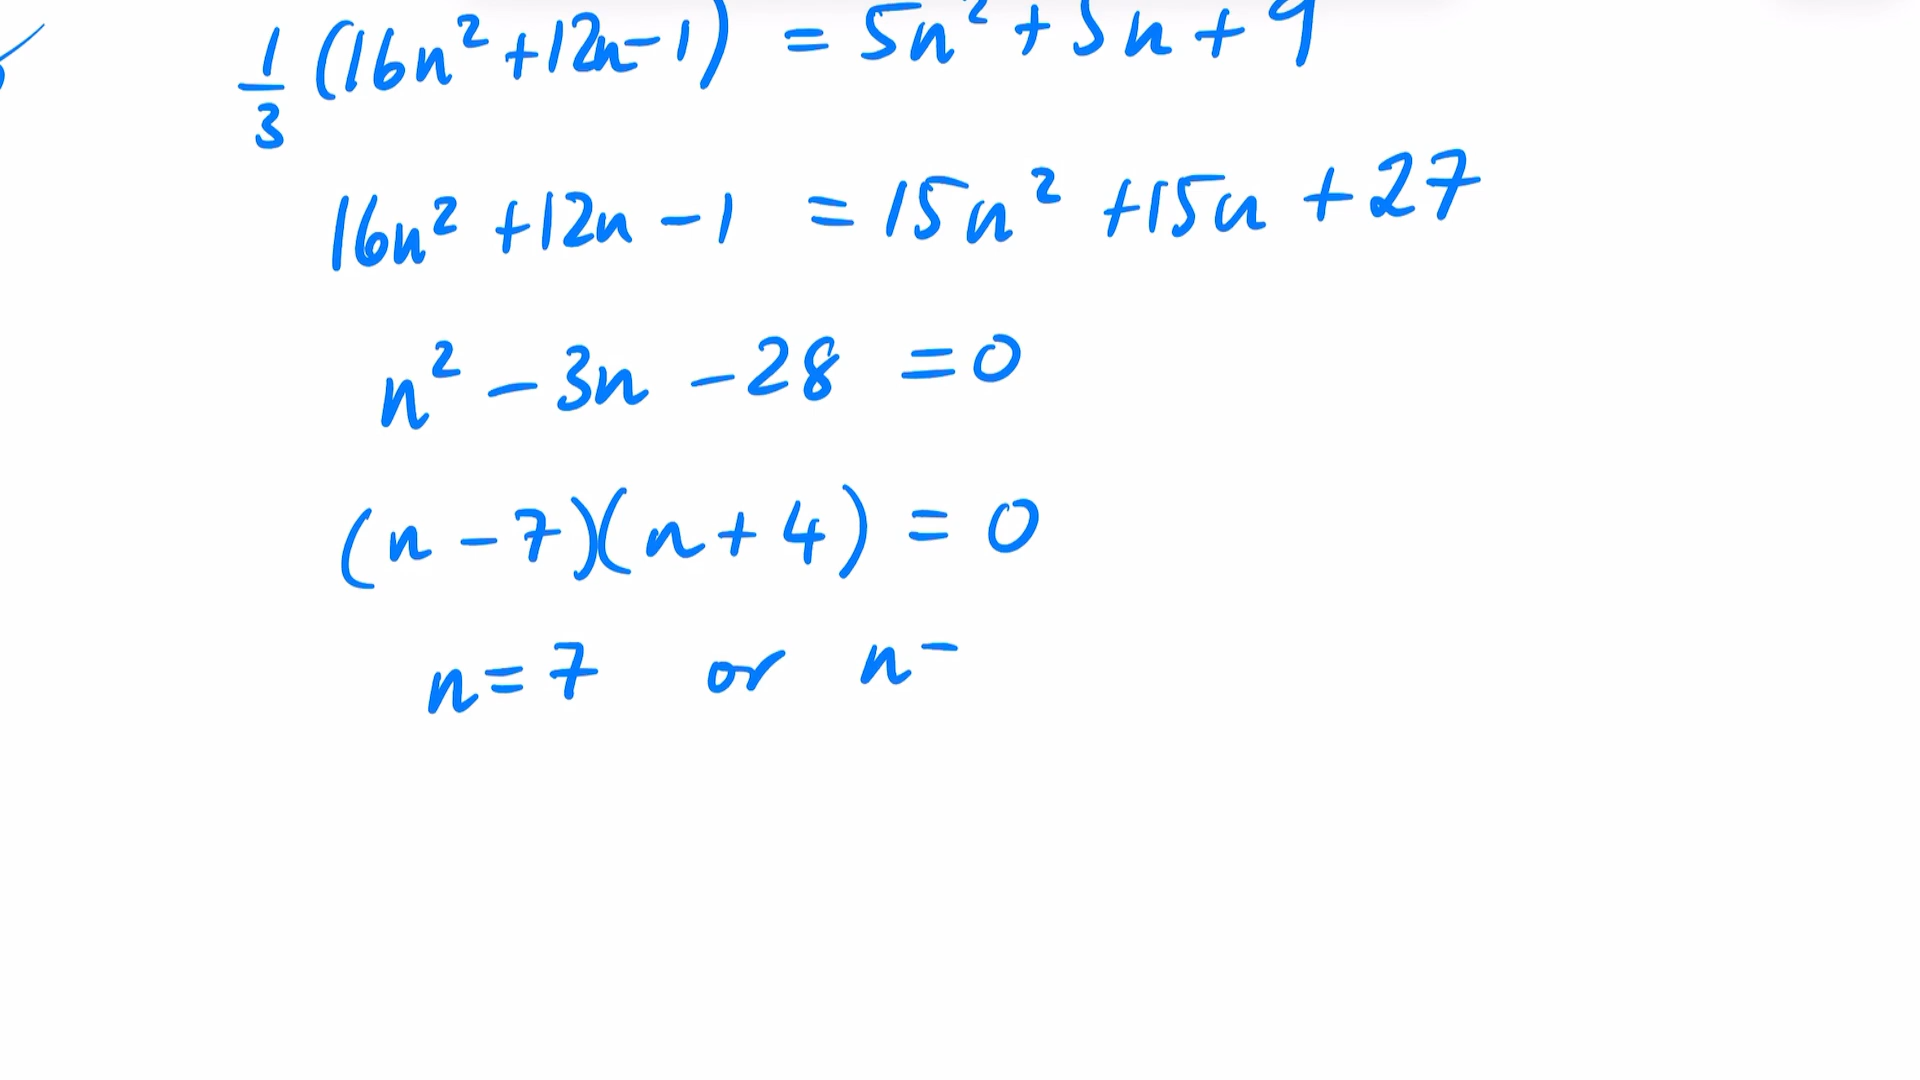 1/3 (16n² + 12n - 1) = 5n² + 5n + 9
16n² + 12n - 1 = 15n² + 15n + 27
n² - 3n - 28 = 0
(n - 7)(n + 4) = 0
n = 7 or n -